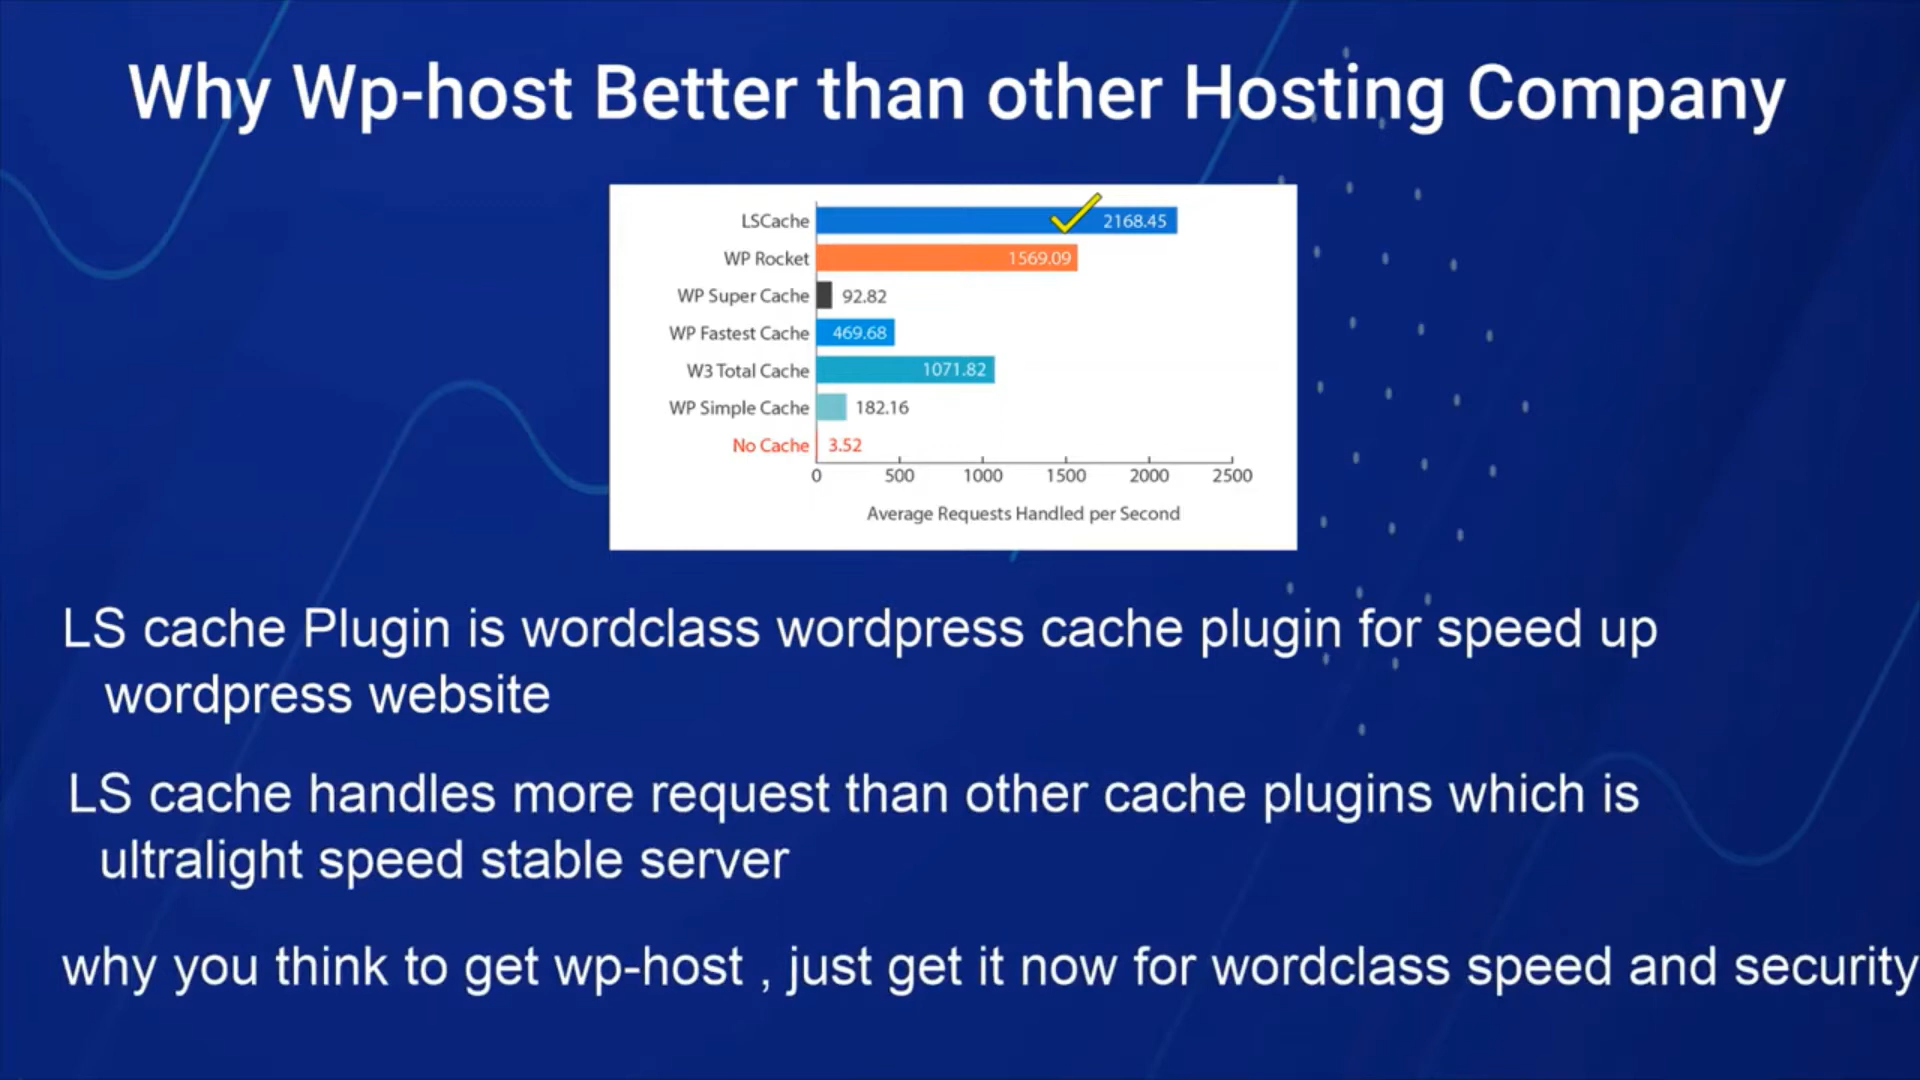 Why Wp-host Better than other Hosting Company
LSCache 2168.45
WP Rocket 1569.09
WP Super Cache 92.82
WP Fastest Cache 469.68
W3 Total Cache 1071.82
WP Simple Cache 182.16
No Cache 3.52
0 500 1000 1500 2000 2500
Average Requests Handled per Second
LS cache Plugin is wordclass wordpress cache plugin for speed up
wordpress website
LS cache handles more request than other cache plugins which is
ultralight speed stable server
why you think to get wp-host , just get it now for wordclass speed and security